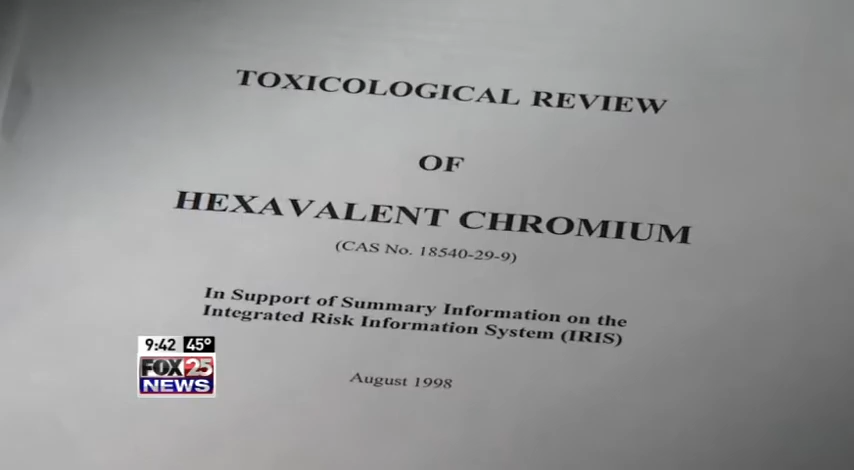 TOXICOLOGICAL REVIEW
OF
HEXAVALENT CHROMIUM
(CAS No. 18540-29-9)
In Support of Summary Information on the
Integrated Risk Information System (IRIS)
August 1998
9:42 45°
FOX 25
NEWS